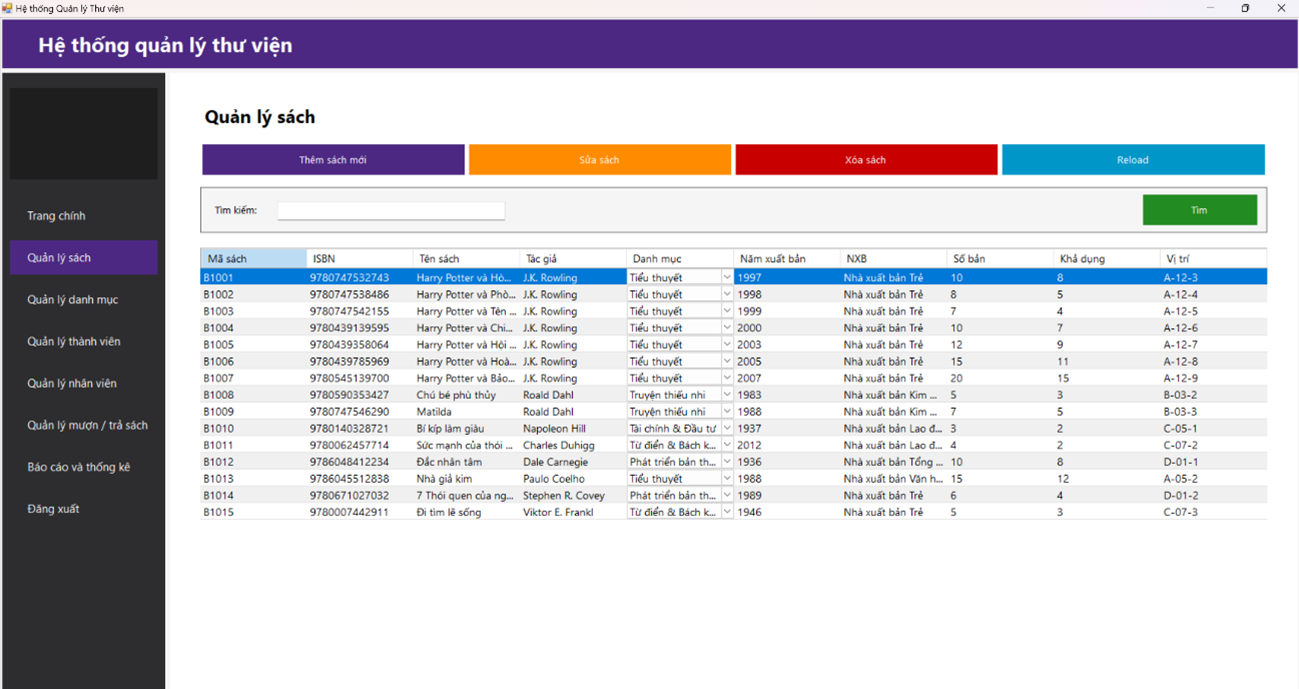 Hệ thống Quản lý Thư viện
Hệ thống quản lý thư viện
Trang chính
Quản lý sách
Quản lý danh mục
Quản lý thành viên
Quản lý nhân viên
Quản lý mượn / trả sách
Báo cáo và thống kê
Đăng xuất
Quản lý sách
Thêm sách mới Sửa sách Xóa sách Reload
Tìm kiếm: Tìm
Mã sách ISBN Tên sách Tác giả Danh mục Năm xuất bản NXB Số bản Khả dụng Vị trí
B1001 9780747532743 Harry Potter và Hò... J.K. Rowling Tiểu thuyết 1997 Nhà xuất bản Trẻ 10 8 A-12-3
B1002 9780747538486 Harry Potter và Phò... J.K. Rowling Tiểu thuyết 1998 Nhà xuất bản Trẻ 8 5 A-12-4
B1003 9780747542155 Harry Potter và Tên ... J.K. Rowling Tiểu thuyết 1999 Nhà xuất bản Trẻ 7 4 A-12-5
B1004 9780439139595 Harry Potter và Chi... J.K. Rowling Tiểu thuyết 2000 Nhà xuất bản Trẻ 10 7 A-12-6
B1005 9780439358064 Harry Potter và Hội ... J.K. Rowling Tiểu thuyết 2003 Nhà xuất bản Trẻ 12 9 A-12-7
B1006 9780439785969 Harry Potter và Hoà... J.K. Rowling Tiểu thuyết 2005 Nhà xuất bản Trẻ 15 11 A-12-8
B1007 9780545139700 Harry Potter và Bảo... J.K. Rowling Tiểu thuyết 2007 Nhà xuất bản Trẻ 20 15 A-12-9
B1008 9780590353427 Chú bé phù thủy Roald Dahl Truyện thiếu nhi 1983 Nhà xuất bản Kim ... 5 3 B-03-2
B1009 9780747546290 Matilda Roald Dahl Truyện thiếu nhi 1988 Nhà xuất bản Kim ... 7 5 B-03-3
B1010 9780140328721 Bí kíp làm giàu Napoleon Hill Tài chính & Đầu tư 1937 Nhà xuất bản Lao đ... 3 2 C-05-1
B1011 9780062457714 Sức mạnh của thói ... Charles Duhigg Từ điển & Bách k... 2012 Nhà xuất bản Lao đ... 4 2 C-07-2
B1012 9786048412234 Đắc nhân tâm Dale Carnegie Phát triển bản th... 1936 Nhà xuất bản Tổng ... 10 8 D-01-1
B1013 9786045512838 Nhà giả kim Paulo Coelho Tiểu thuyết 1988 Nhà xuất bản Văn h... 15 12 A-05-2
B1014 9780671027032 7 Thói quen của ng... Stephen R. Covey Phát triển bản th... 1989 Nhà xuất bản Trẻ 6 4 D-01-2
B1015 9780007442911 Đi tìm lẽ sống Viktor E. Frankl Từ điển & Bách k... 1946 Nhà xuất bản Trẻ 5 3 C-07-3